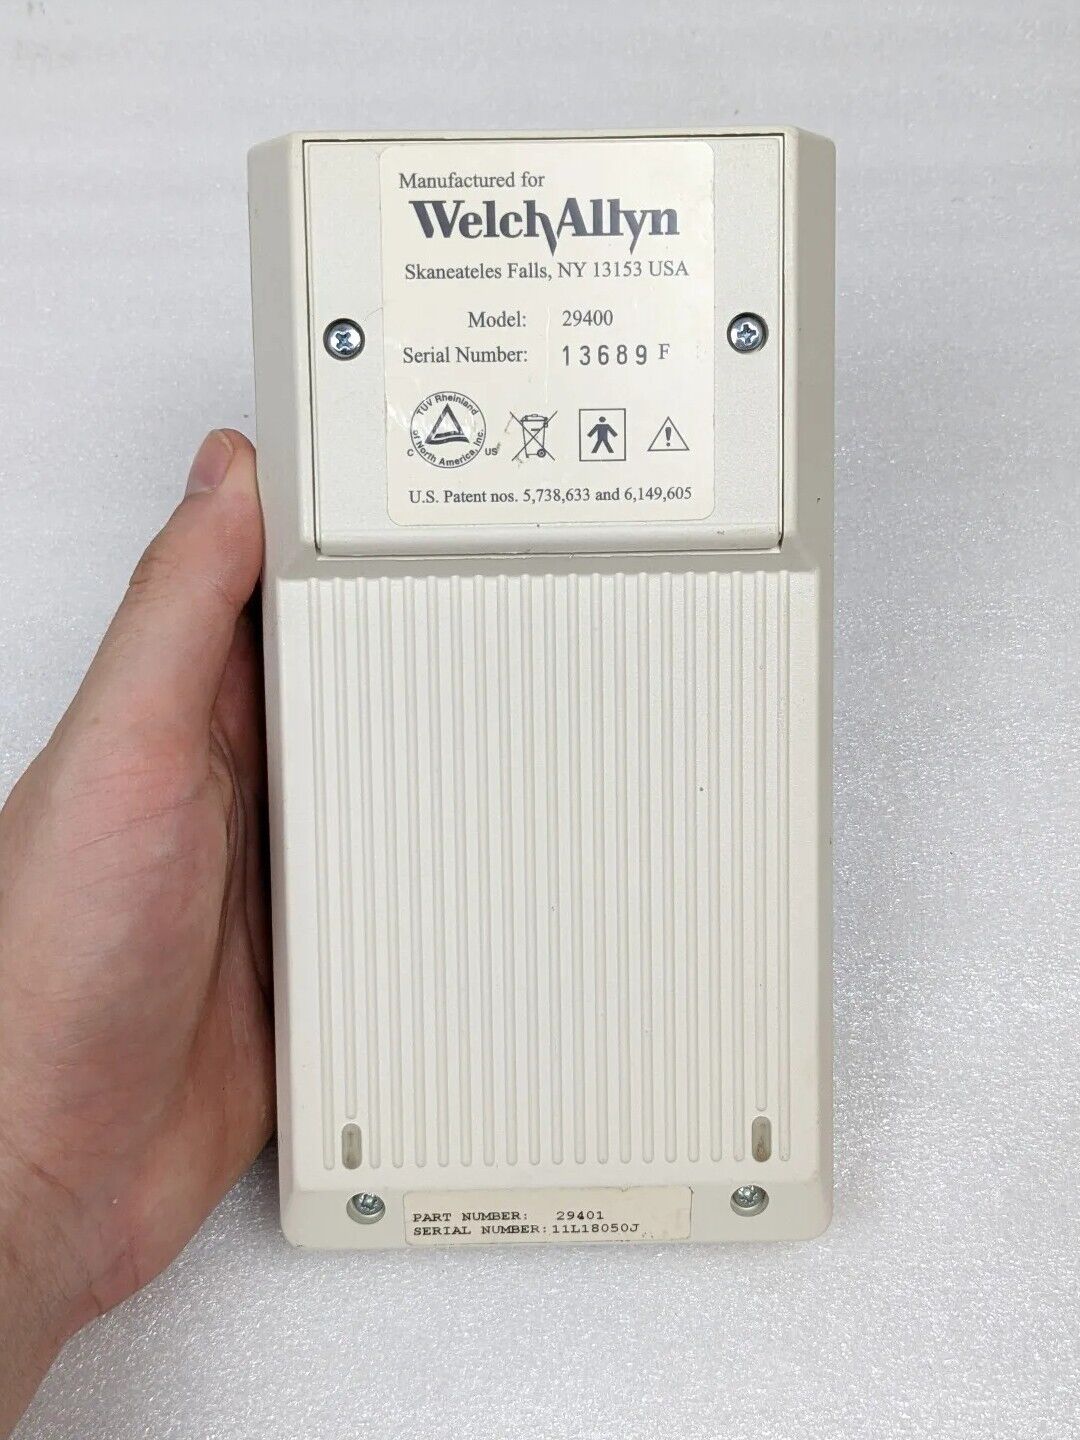 Manufactured for
WelchAllyn
Skaneateles Falls, NY 13153 USA
Model: 29400
Serial Number: 13689 F
TÜV Rheinland
of North America, Inc.
C US
U.S. Patent nos. 5,738,633 and 6,149,605
PART NUMBER: 29401
SERIAL NUMBER:11L18050J